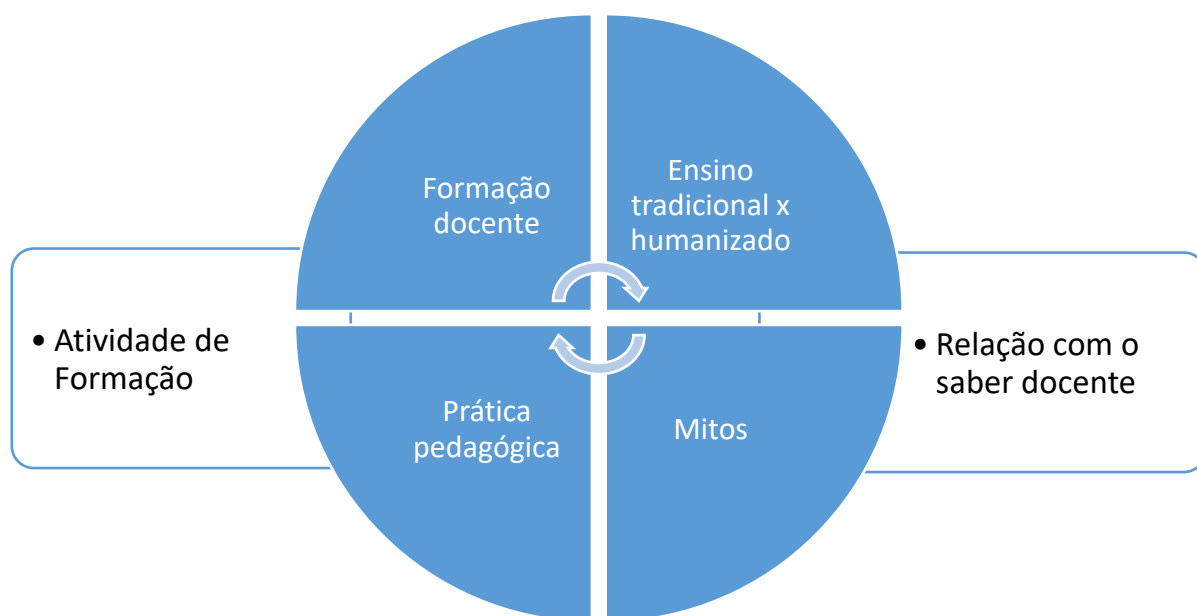 Formação
docente
Ensino
tradicional x
humanizado
• Atividade de
Formação
• Relação com o
saber docente
Prática
pedagógica
Mitos